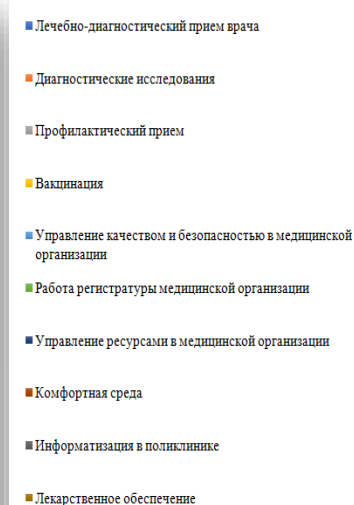 Лечебно-диагностический прием врача
Диагностические исследования
Профилактический прием
Вакцинация
Управление качеством и безопасностью в медицинской
организации
Работа регистратуры медицинской организации
Управление ресурсами в медицинской организации
Комфортная среда
Информатизация в поликлинике
Лекарственное обеспечение